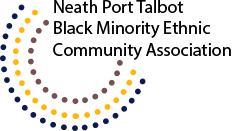 Neath Port Talbot
Black Minority Ethnic
Community Association